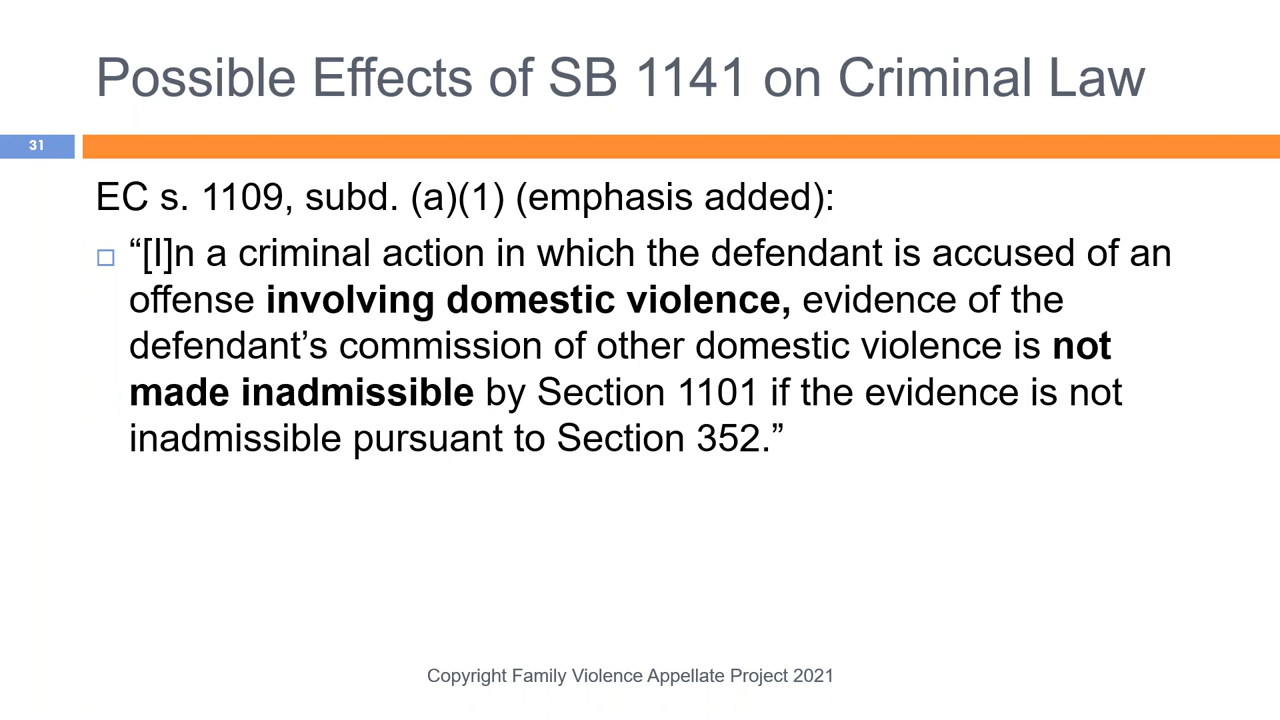 Possible Effects of SB 1141 on Criminal Law
31
EC s. 1109, subd. (a)(1) (emphasis added):
“[I]n a criminal action in which the defendant is accused of an
offense involving domestic violence, evidence of the
defendant’s commission of other domestic violence is not
made inadmissible by Section 1101 if the evidence is not
inadmissible pursuant to Section 352.”
Copyright Family Violence Appellate Project 2021